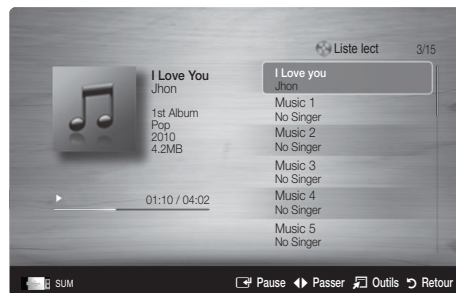 Liste lect 3/15
I Love You
Jhon
1st Album
Pop
2010
4.2MB
01:10 / 04:02
I Love you
Jhon
Music 1
No Singer
Music 2
No Singer
Music 3
No Singer
Music 4
No Singer
Music 5
No Singer
SUM Pause Passer Outils Retour